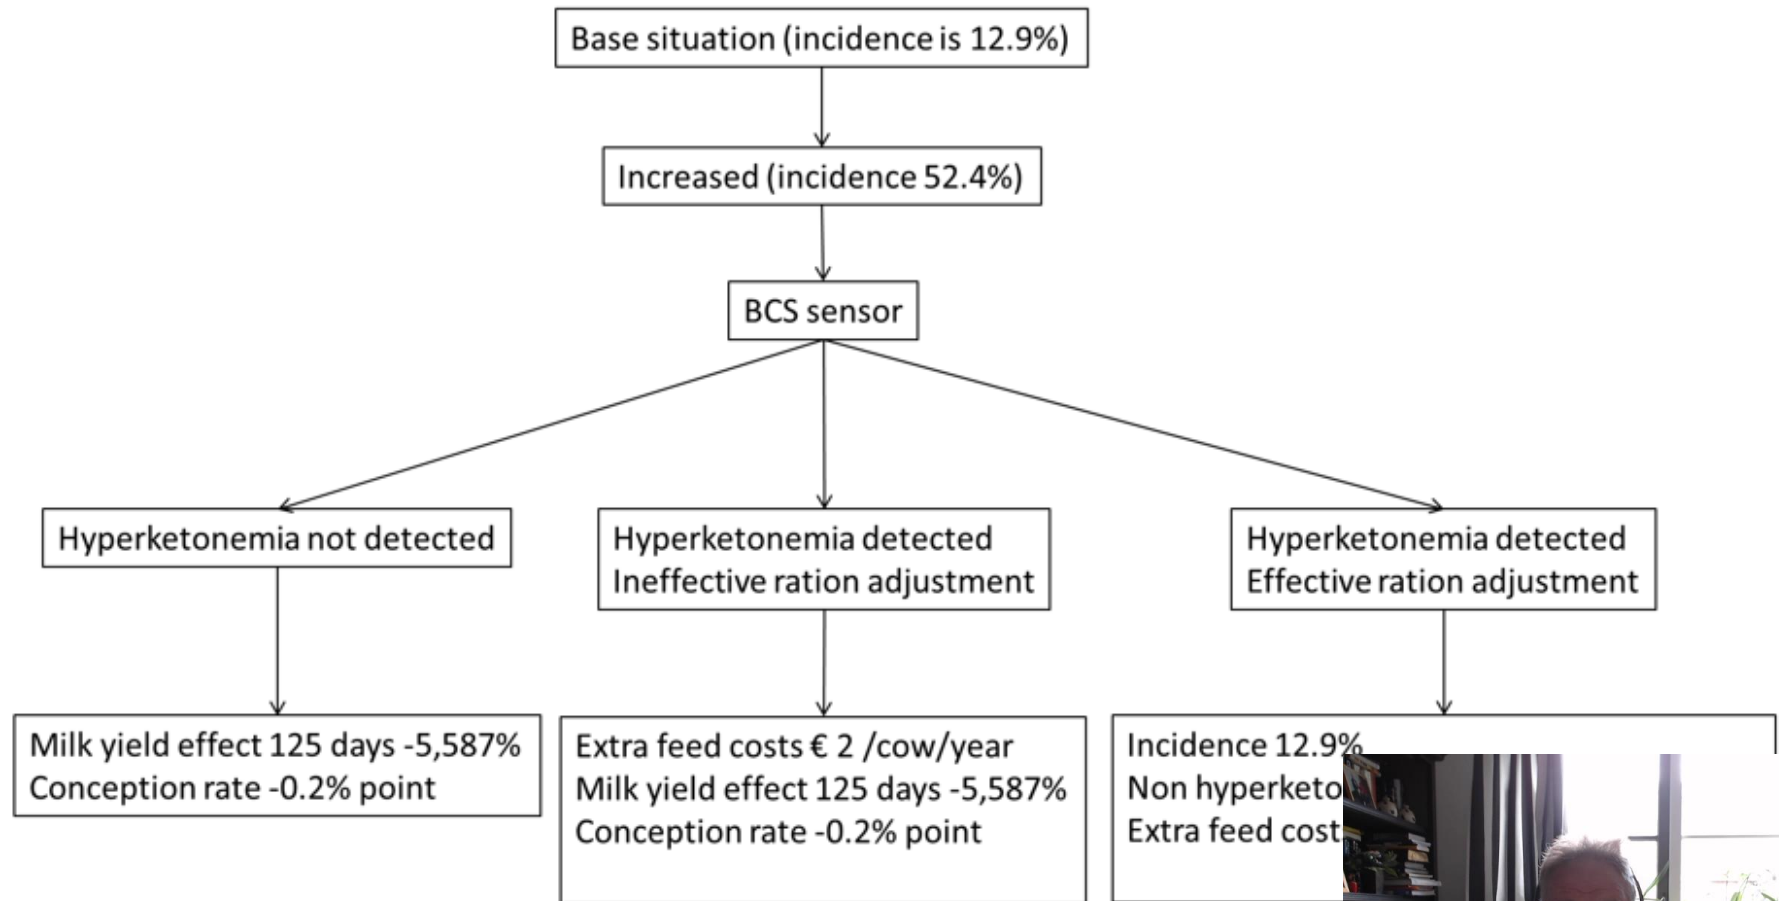 Base situation (incidence is 12.9%)
Increased (incidence 52.4%)
BCS sensor
Hyperketonemia not detected
Hyperketonemia detected
Ineffective ration adjustment
Hyperketonemia detected
Effective ration adjustment
Milk yield effect 125 days -5,587%
Conception rate -0.2% point
Extra feed costs € 2 /cow/year
Milk yield effect 125 days -5,587%
Conception rate -0.2% point
Incidence 12.9%
Non
Extra feed